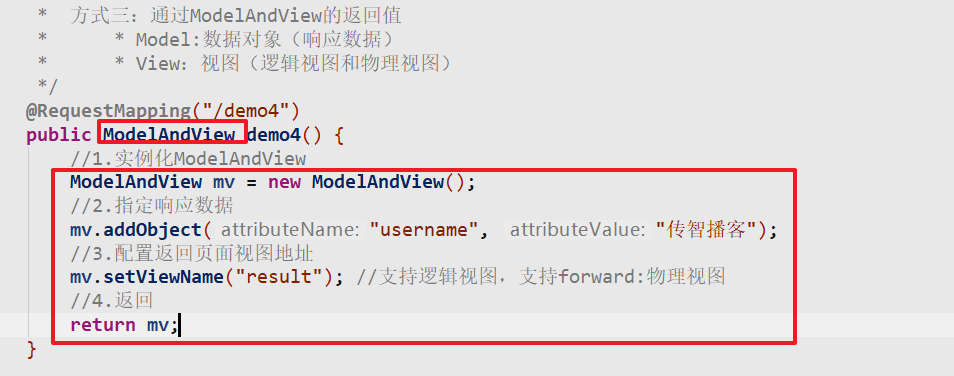 * 方式三：通过ModelAndView的返回值
* * Model:数据对象（响应数据）
* * View：视图（逻辑视图和物理视图）
*/
@RequestMapping("/demo4")
public ModelAndView demo4() {
//1.实例化ModelAndView
ModelAndView mv = new ModelAndView();
//2.指定响应数据
mv.addObject( attributeName: "username", attributeValue: "传智播客");
//3.配置返回页面视图地址
mv.setViewName("result"); //支持逻辑视图，支持forward:物理视图
//4.返回
return mv;
}